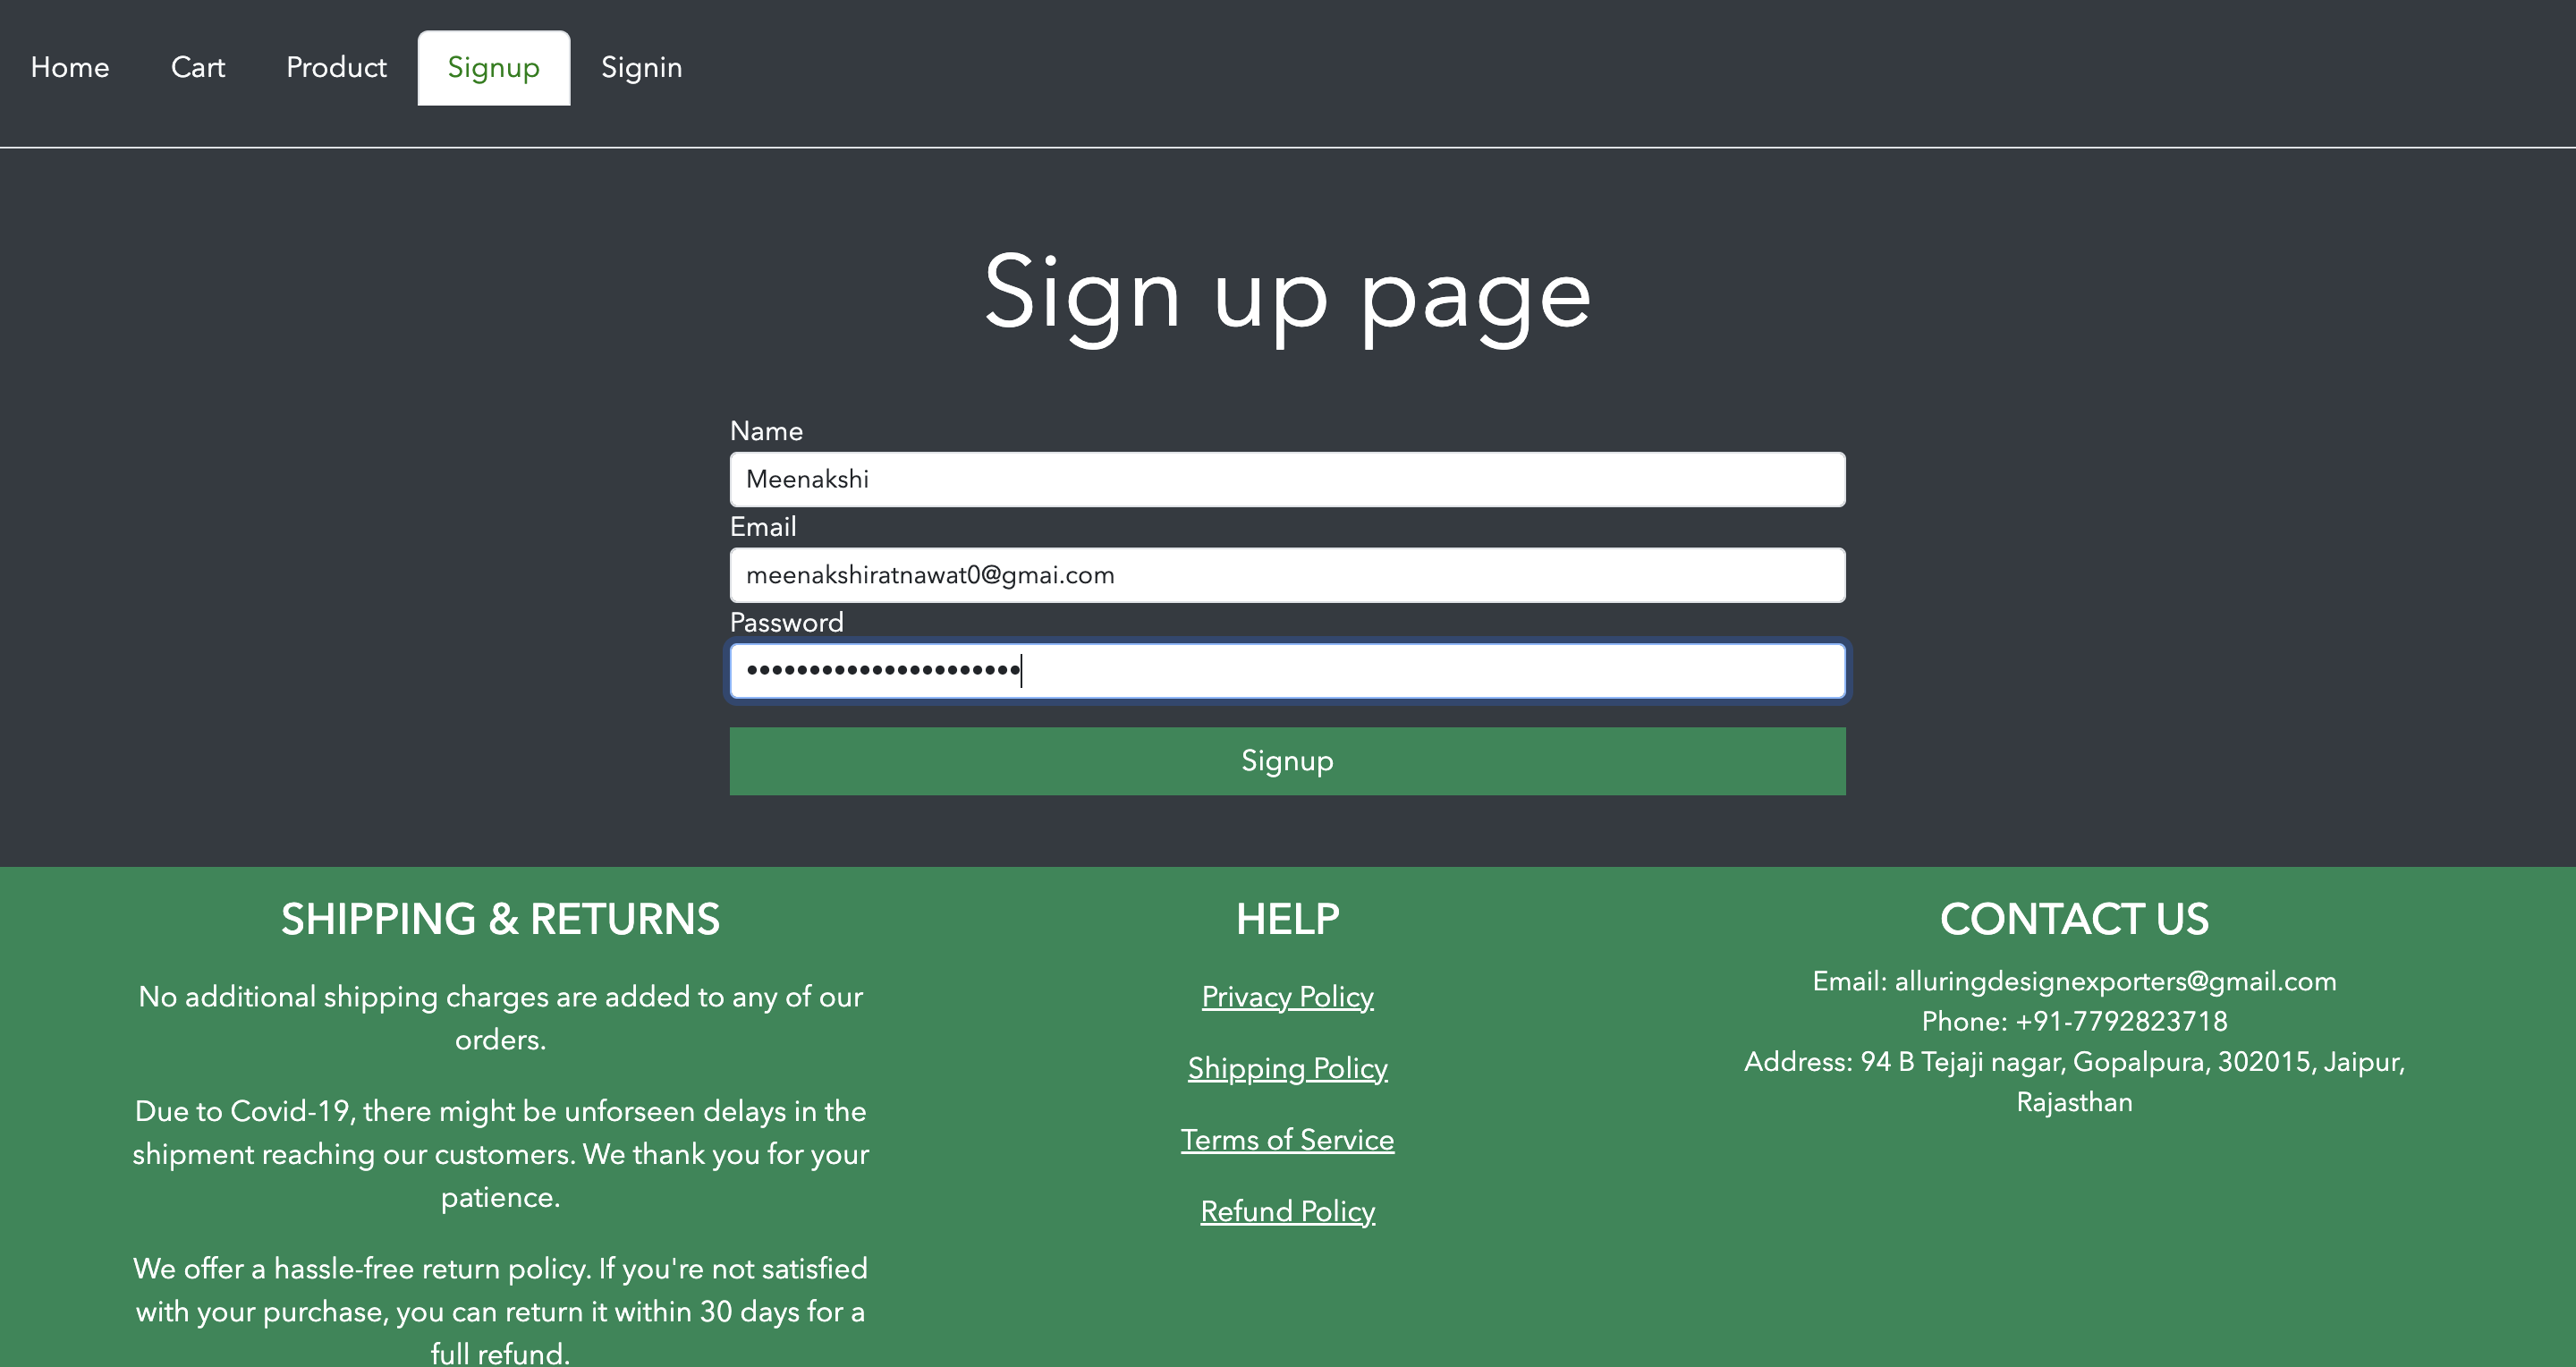 Home Cart Product Signup Signin
Sign up page
Name
Meenakshi
Email
meenakshiratnawat0@gmai.com
Password
••••••••••••••••••••••
Signup
SHIPPING & RETURNS
No additional shipping charges are added to any of our
orders.
Due to Covid-19, there might be unforseen delays in the
shipment reaching our customers. We thank you for your
patience.
We offer a hassle-free return policy. If you're not satisfied
with your purchase, you can return it within 30 days for a
full refund.
HELP
Privacy Policy
Shipping Policy
Terms of Service
Refund Policy
CONTACT US
Email: alluringdesignexporters@gmail.com
Phone: +91-7792823718
Address: 94 B Tejaji nagar, Gopalpura, 302015, Jaipur,
Rajasthan